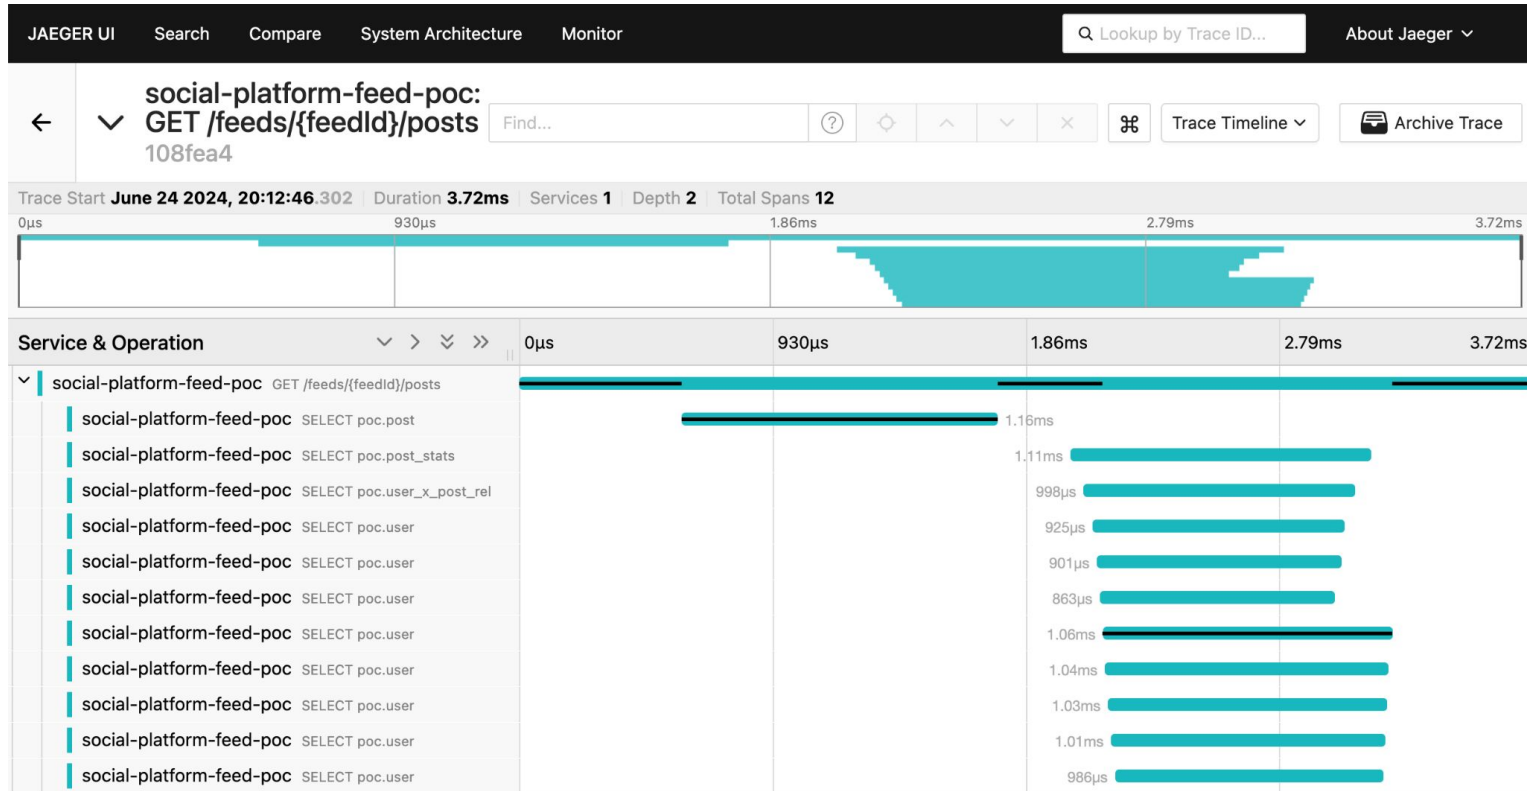 JAEGER UI Search Compare System Architecture Monitor Lookup by Trace ID... About Jaeger
social-platform-feed-poc:
GET /feeds/{feedId}/posts Find... ? ⌘ Trace Timeline Archive Trace
108fea4
Trace Start June 24 2024, 20:12:46.302 Duration 3.72ms Services 1 Depth 2 Total Spans 12
0μs 930μs 1.86ms 2.79ms 3.72ms
Service & Operation 0μs 930μs 1.86ms 2.79ms 3.72ms
social-platform-feed-poc GET /feeds/{feedId}/posts
social-platform-feed-poc SELECT poc.post 1.16ms
social-platform-feed-poc SELECT poc.post_stats 1.11ms
social-platform-feed-poc SELECT poc.user_x_post_rel 998μs
social-platform-feed-poc SELECT poc.user 925μs
social-platform-feed-poc SELECT poc.user 901μs
social-platform-feed-poc SELECT poc.user 863μs
social-platform-feed-poc SELECT poc.user 1.06ms
social-platform-feed-poc SELECT poc.user 1.04ms
social-platform-feed-poc SELECT poc.user 1.03ms
social-platform-feed-poc SELECT poc.user 1.01ms
social-platform-feed-poc SELECT poc.user 986μs